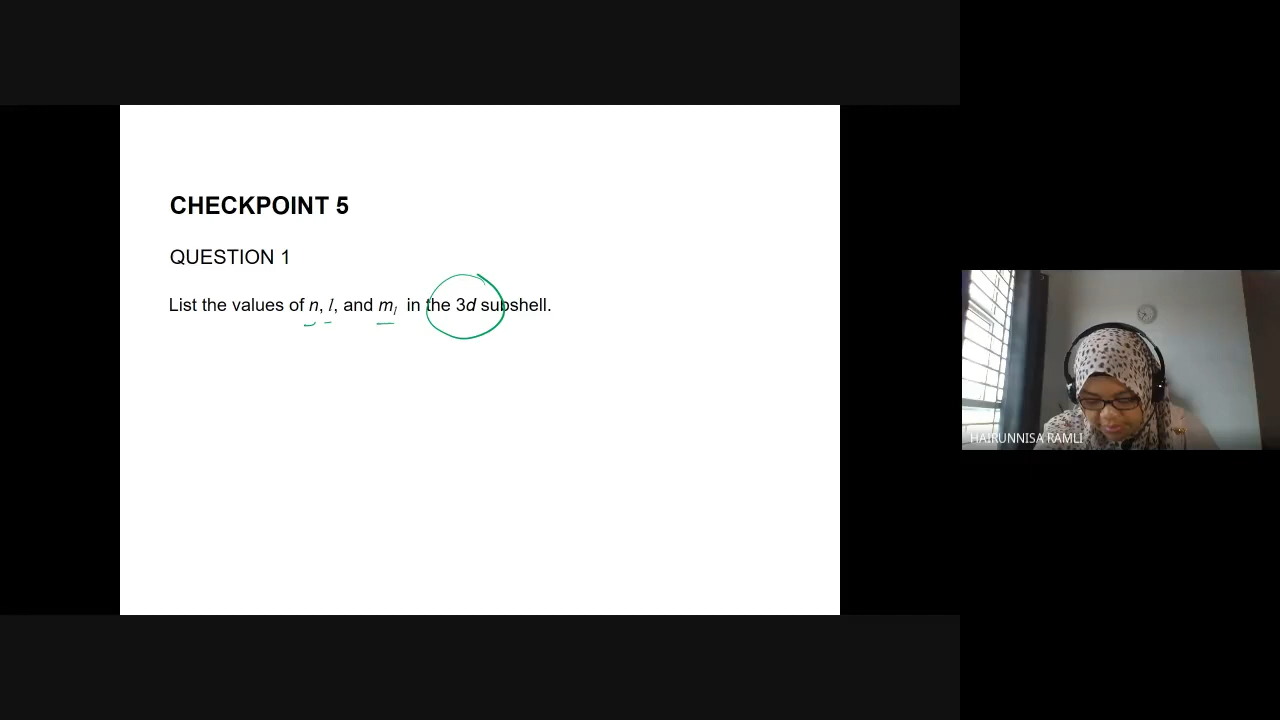 CHECKPOINT 5
QUESTION 1
List the values of n, l, and ml in the 3d subshell.
HAIRUNNISA RAMLI